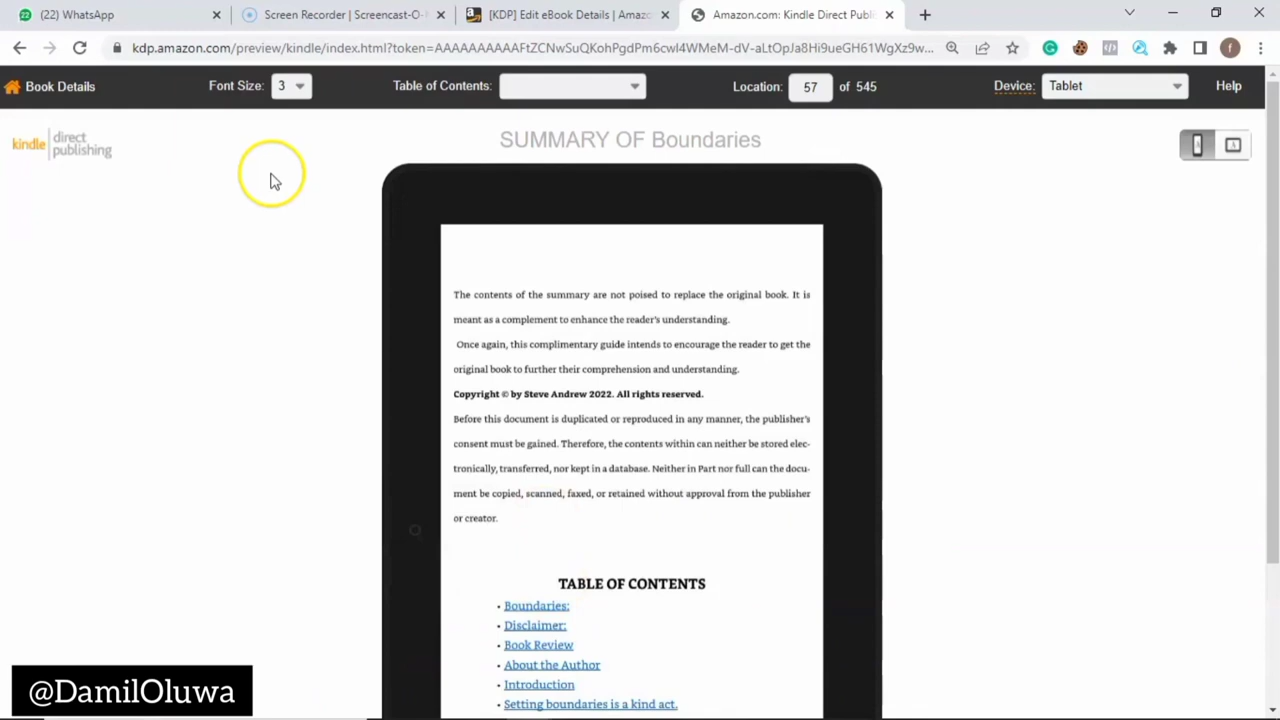 (22) WhatsApp
Screen Recorder | Screencast-O-
[KDP] Edit eBook Details | Amazo
Amazon.com: Kindle Direct Publi
kdp.amazon.com/preview/kindle/index.html?token=AAAAAAAAAAFtZCNwSuQKohPgdPm6cwI4WMeM-dV-aLtOpJa8Hi9ueGH61WgXz9w...
Book Details
Font Size: 3
Table of Contents:
Location: 57 of 545
Device: Tablet
Help
kindle direct publishing
SUMMARY OF Boundaries
The contents of the summary are not poised to replace the original book. It is
meant as a complement to enhance the reader's understanding.
Once again, this complimentary guide intends to encourage the reader to get the
original book to further their comprehension and understanding.
Copyright © by Steve Andrew 2022. All rights reserved.
Before this document is duplicated or reproduced in any manner, the publisher's
consent must be gained. Therefore, the contents within can neither be stored elec-
tronically, transferred, nor kept in a database. Neither in Part nor full can the docu-
ment be copied, scanned, faxed, or retained without approval from the publisher
or creator.
TABLE OF CONTENTS
• Boundaries:
• Disclaimer:
• Book Review
• About the Author
• Introduction
• Setting boundaries is a kind act.
@DamilOluwa